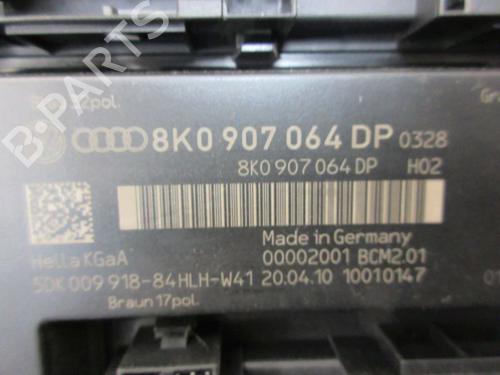 B-PARTS
52pol.
8K0 907 064 DP 0328
8K0 907 064 DP H02
Made in Germany
Hella KGaA 00002001 BCM2.01
5DK 009 918-84 HLH-W41 20.04.10 10010147
Braun 17pol.